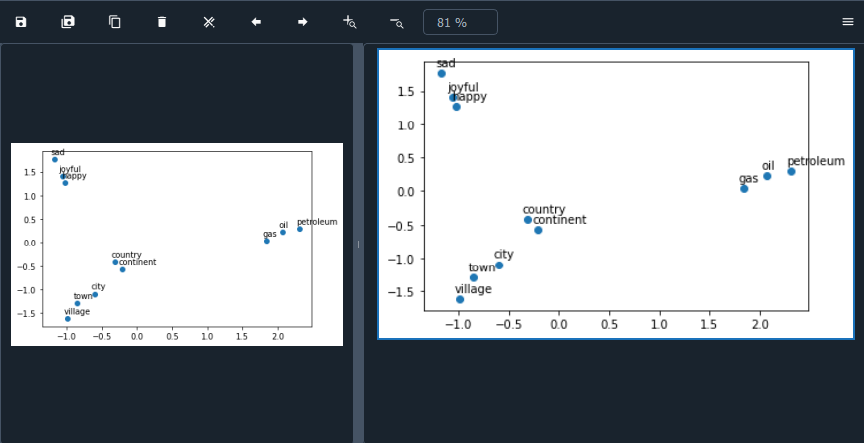 81 %
sad
joyful
happy
1.5
1.0
0.5
0.0
−0.5
−1.0
−1.5
petroleum
oil
gas
country
continent
city
town
village
−1.0 −0.5 0.0 0.5 1.0 1.5 2.0
sad
joyful
happy
1.5
1.0
0.5
0.0
−0.5
−1.0
−1.5
petroleum
oil
gas
country
continent
city
town
village
−1.0 −0.5 0.0 0.5 1.0 1.5 2.0